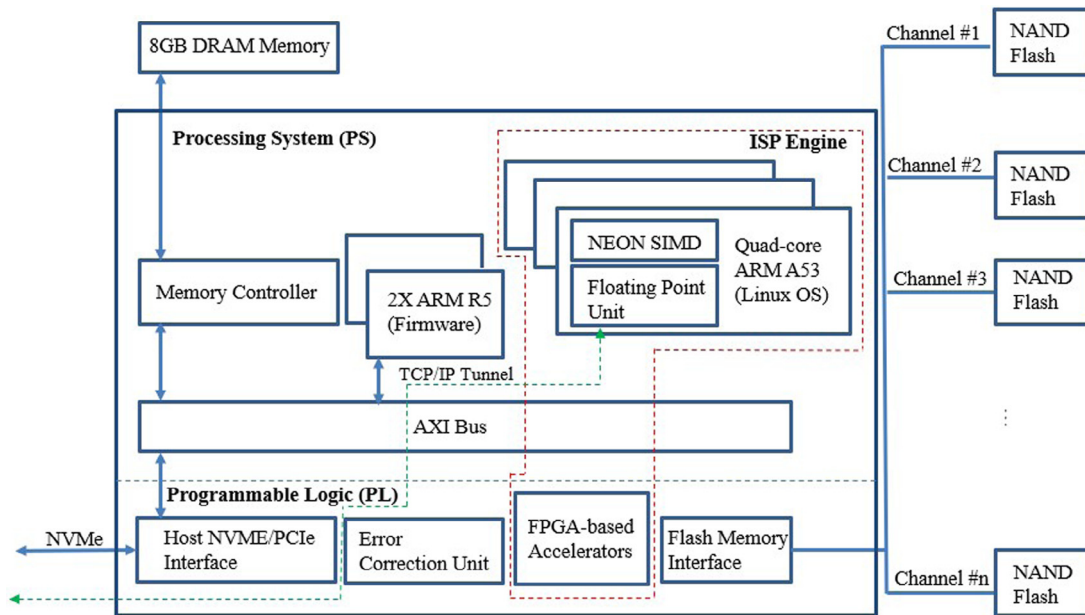 8GB DRAM Memory
Processing System (PS)
ISP Engine
NEON SIMD
Floating Point
Unit
Quad-core
ARM A53
(Linux OS)
Memory Controller
2X ARM R5
(Firmware)
TCP/IP Tunnel
AXI Bus
Programmable Logic (PL)
NVMe
Host NVME/PCIe
Interface
Error
Correction Unit
FPGA-based
Accelerators
Flash Memory
Interface
Channel #1
NAND
Flash
Channel #2
NAND
Flash
Channel #3
NAND
Flash
...
Channel #n
NAND
Flash